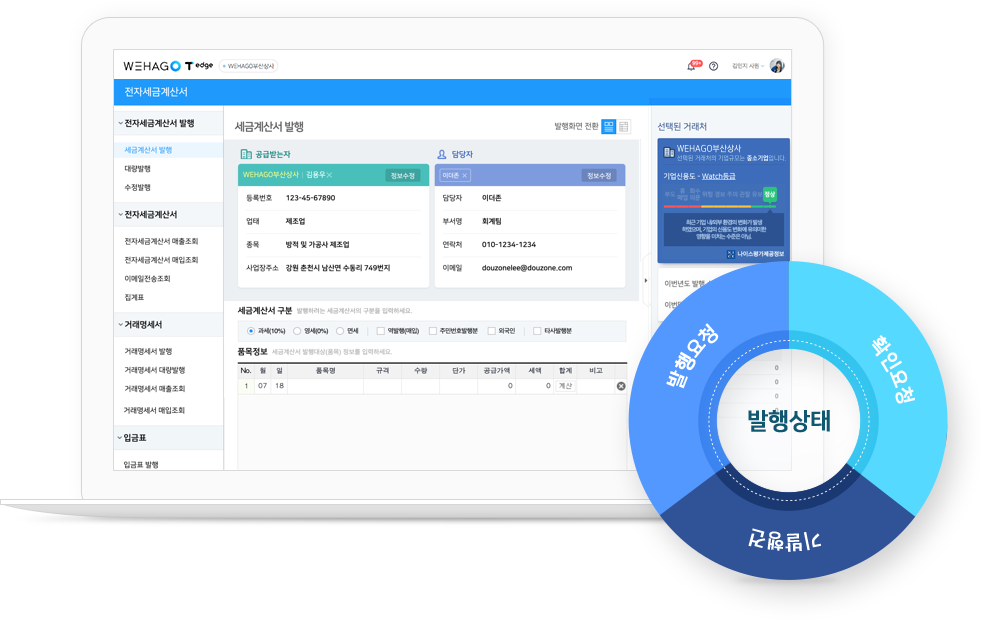 WEHAGO T edge
WEHAGO부산상사
99+
김민지 사원
전자세금계산서
전자세금계산서 발행
세금계산서 발행
대량발행
수정발행
전자세금계산서
전자세금계산서 매출조회
전자세금계산서 매입조회
이메일전송조회
집계표
거래명세서
거래명세서 발행
거래명세서 대량발행
거래명세서 매출조회
거래명세서 매입조회
입금표
입금표 발행
세금계산서 발행
발행화면 전환
공급받는자
WEHAGO부산상사 | 김용우 ×
정보수정
등록번호 123-45-67890
업태 제조업
종목 방적 및 가공사 제조업
사업장주소 강원 춘천시 남산면 수동리 749번지
담당자
이대촌 ×
정보수정
담당자 이대촌
부서명 회계팀
연락처 010-1234-1234
이메일 douzonelee@douzone.com
세금계산서 구분 발행하려는 세금계산서의 구분을 입력하세요.
과세(10%) 영세(0%) 면세 역발행(매입) 주민번호발행분 외국인 타사발행분
품목정보 세금계산서 발행대상(품목) 정보를 입력하세요.
No. 월 일 품목명 규격 수량 단가 공급가액 세액 합계 비고
1 07 18 0 0 계산
선택된 거래처
WEHAGO부산상사
선택된 거래처의 기업규모는 중소기업입니다.
기업신용도 - Watch등급
정상
최근 기업 내외부 환경의 변화가 발생
하였으며, 기업의 신용도 변화에 유의미한
영향을 미치는 수준은 아님.
나이스평가제공정보
이번년도 발행
이번
0
0
0
0
발행요청
확인요청
기발행건
발행상태